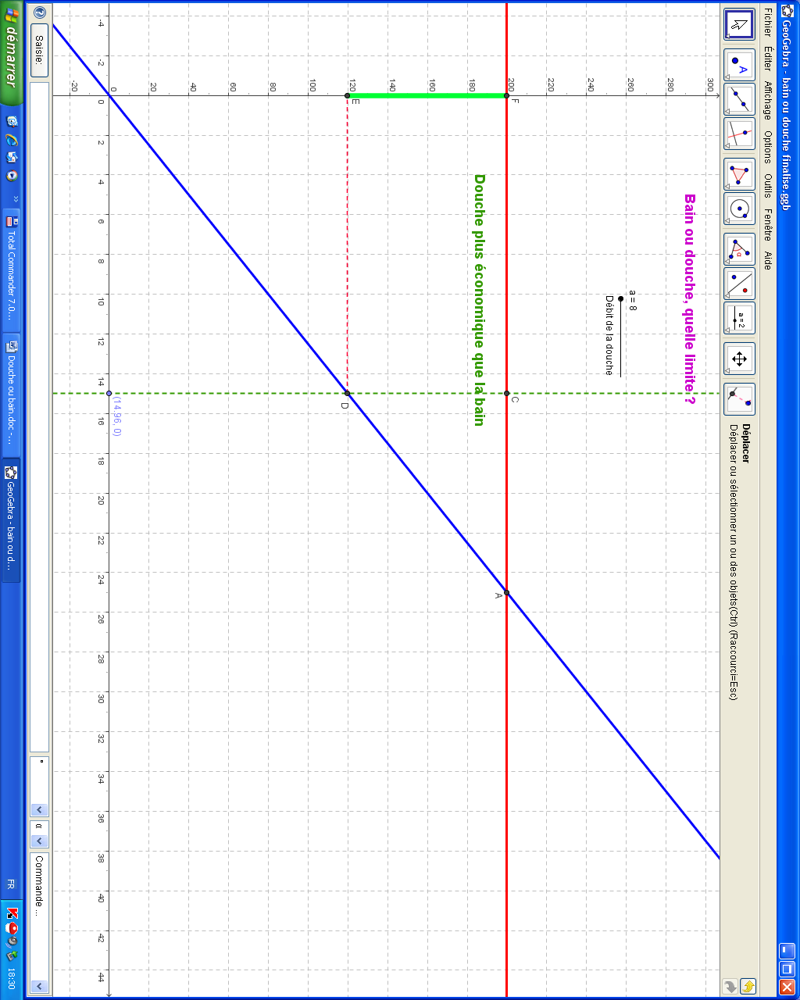 GeoGebra - bain ou douche finalise.ggb
Fichier Éditer Affichage Options Outils Fenêtre Aide
A
α
a = 2
Déplacer
Déplacer ou sélectionner un ou des objets(Ctrl) (Raccourci=Esc)
300
280
Bain ou douche, quelle limite ?
260
a = 8
240
Débit de la douche
220
200
F
C
A
180
Douche plus économique que la bain
160
140
120
E
D
100
80
60
40
20
0
(14.96, 0)
-4 -2 0 2 4 6 8 10 12 14 16 18 20 22 24 26 28 30 32 34 36 38 40 42 44
-20
Saisie:
°
α
Commande ...
démarrer
»
Total Commander 7.0...
Douche ou bain.doc -...
GeoGebra - bain ou d...
FR
18:30